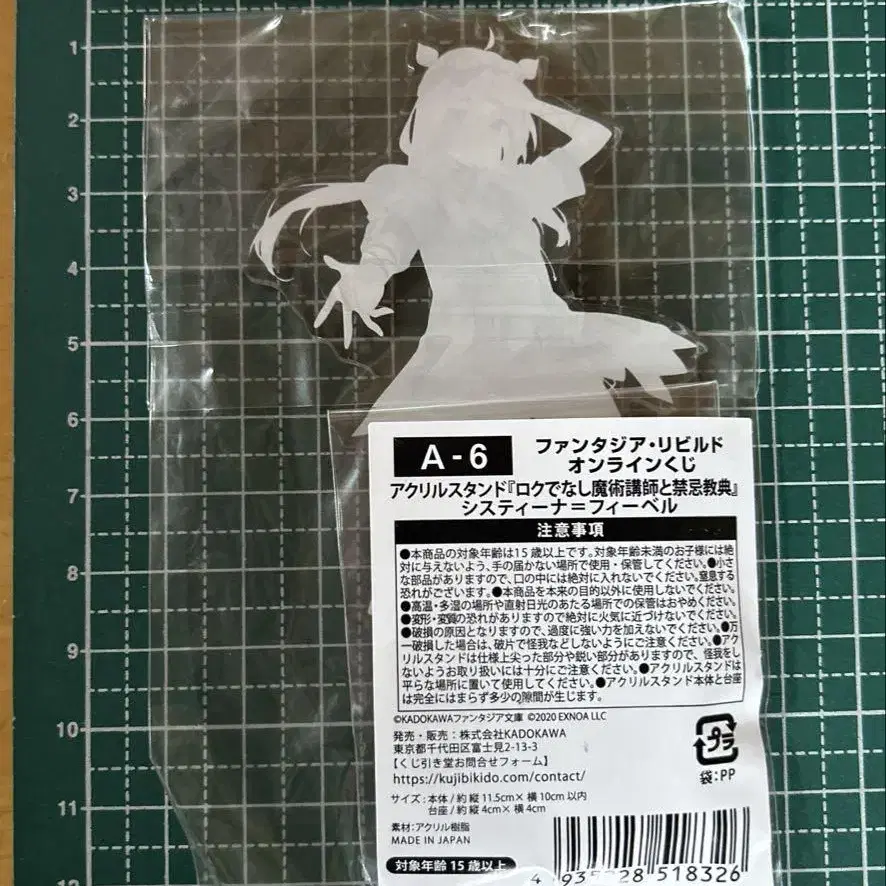 1
2
3
4
5
6
7
8
9
10
11
A-6
ファンタジア・リビルド
オンラインくじ
アクリルスタンド『ロクでなし魔術講師と禁忌教典』
システィーナ＝フィーベル
注意事項
●本商品の対象年齢は15歳以上です。対象年齢未満のお子様には絶
対に与えないよう、手の届かない場所で使用・保管してください。●小さ
な部品がありますので、口の中には絶対に入れないでください。窒息する
恐れがございます。●本商品を本来の目的以外に使用しないでください。
●高温・多湿の場所や直射日光のあたる場所での保管はおやめください。
●変形・変質の恐れがありますので絶対に火気に近づけないでください。
●破損の原因となりますので、過度に強い力を加えないでください。●万
一破損した場合は、破片で怪我などしないようにご注意ください。●アク
リルスタンドは仕様上尖った部分や鋭い部分がありますので、怪我をし
ないようお取り扱いには十分にご注意ください。●アクリルスタンドは
平らな場所に置いて使用してください。●アクリルスタンド本体と台座
は完全にはまらず多少の隙間が生じます。
©KADOKAWAファンタジア文庫 ©2020 EXNOA LLC
発売・販売：株式会社KADOKAWA
東京都千代田区富士見2-13-3
【くじ引き堂お問合せフォーム】
https://kujibikido.com/contact/
プラ
袋：PP
サイズ：本体/約 縦 11.5cm× 横 10cm 以内
台座/約 縦 4cm× 横 4cm
素材：アクリル樹脂
MADE IN JAPAN
対象年齢15歳以上
4 935228 518326